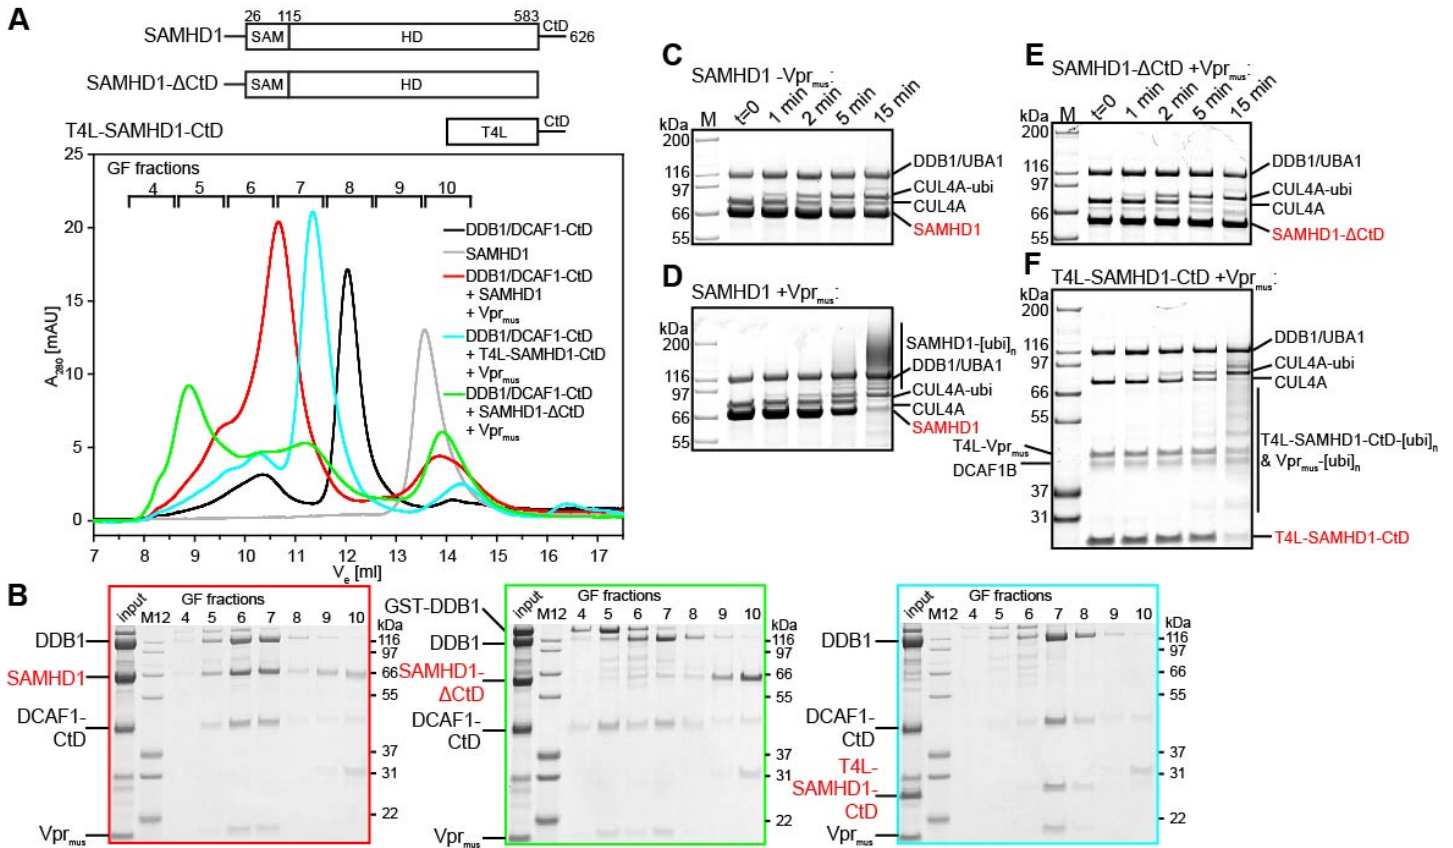 A
26 115 583
SAMHD1 SAM HD CtD 626
SAMHD1-ΔCtD SAM HD
T4L-SAMHD1-CtD T4L CtD
GF fractions
4 5 6 7 8 9 10
25
20
15
10
5
0
A280 [mAU]
7 8 9 10 11 12 13 14 15 16 17
Ve [ml]
DDB1/DCAF1-CtD
SAMHD1
DDB1/DCAF1-CtD
+ SAMHD1
+ Vprmus
DDB1/DCAF1-CtD
+ T4L-SAMHD1-CtD
+ Vprmus
DDB1/DCAF1-CtD
+ SAMHD1-ΔCtD
+ Vprmus
C
SAMHD1 -Vprmus:
kDa M t=0 1 min 2 min 5 min 15 min
200
116
97
66
55
DDB1/UBA1
CUL4A-ubi
CUL4A
SAMHD1
E
SAMHD1-ΔCtD +Vprmus:
kDa M t=0 1 min 2 min 5 min 15 min
200
116
97
66
55
DDB1/UBA1
CUL4A-ubi
CUL4A
SAMHD1-ΔCtD
D
SAMHD1 +Vprmus:
kDa
200
116
97
66
55
SAMHD1-[ubi]n
DDB1/UBA1
CUL4A-ubi
CUL4A
SAMHD1
F
T4L-SAMHD1-CtD +Vprmus:
kDa
200
116
97
66
55
37
31
T4L-Vprmus
DCAF1B
DDB1/UBA1
CUL4A-ubi
CUL4A
T4L-SAMHD1-CtD-[ubi]n
& Vprmus-[ubi]n
T4L-SAMHD1-CtD
B
GF fractions
input M12 4 5 6 7 8 9 10
kDa
116
97
66
55
37
31
22
DDB1
SAMHD1
DCAF1-
CtD
Vprmus
GF fractions
input M12 4 5 6 7 8 9 10
kDa
116
97
66
55
37
31
22
GST-DDB1
DDB1
SAMHD1-
ΔCtD
DCAF1-
CtD
Vprmus
GF fractions
input M12 4 5 6 7 8 9 10
kDa
116
97
66
55
37
31
22
DDB1
DCAF1-
CtD
T4L-
SAMHD1-
CtD
Vprmus